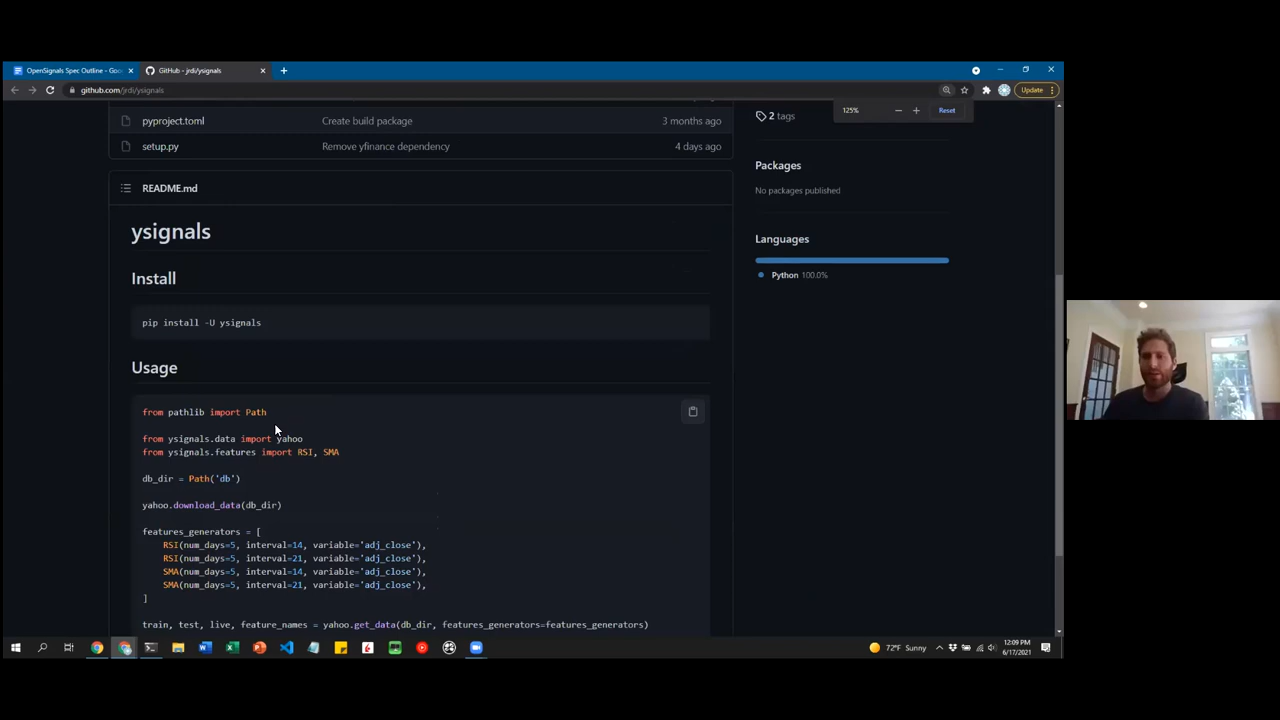 OpenSignals Spec Outline - Goo
GitHub - jrdi/ysignals
github.com/jrdi/ysignals
Update
125%
Reset
pyproject.toml
Create build package
3 months ago
2 tags
setup.py
Remove yfinance dependency
4 days ago
Packages
No packages published
README.md
ysignals
Languages
Python 100.0%
Install
pip install -U ysignals
Usage
from pathlib import Path
from ysignals.data import yahoo
from ysignals.features import RSI, SMA
db_dir = Path('db')
yahoo.download_data(db_dir)
features_generators = [
RSI(num_days=5, interval=14, variable='adj_close'),
RSI(num_days=5, interval=21, variable='adj_close'),
SMA(num_days=5, interval=14, variable='adj_close'),
SMA(num_days=5, interval=21, variable='adj_close'),
]
train, test, live, feature_names = yahoo.get_data(db_dir, features_generators=features_generators)
72°F Sunny
12:09 PM
6/17/2021